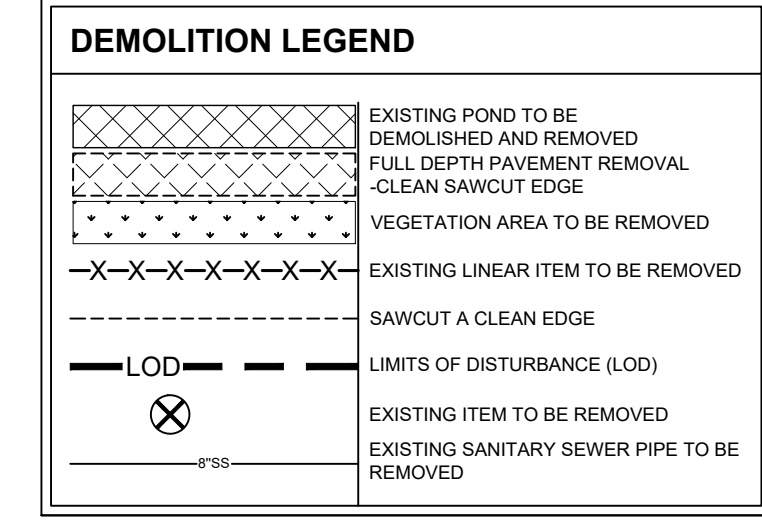 DEMOLITION LEGEND
EXISTING POND TO BE
DEMOLISHED AND REMOVED
FULL DEPTH PAVEMENT REMOVAL
-CLEAN SAWCUT EDGE
VEGETATION AREA TO BE REMOVED
X X X X X X X EXISTING LINEAR ITEM TO BE REMOVED
SAWCUT A CLEAN EDGE
LOD LIMITS OF DISTURBANCE (LOD)
EXISTING ITEM TO BE REMOVED
8"SS EXISTING SANITARY SEWER PIPE TO BE
REMOVED